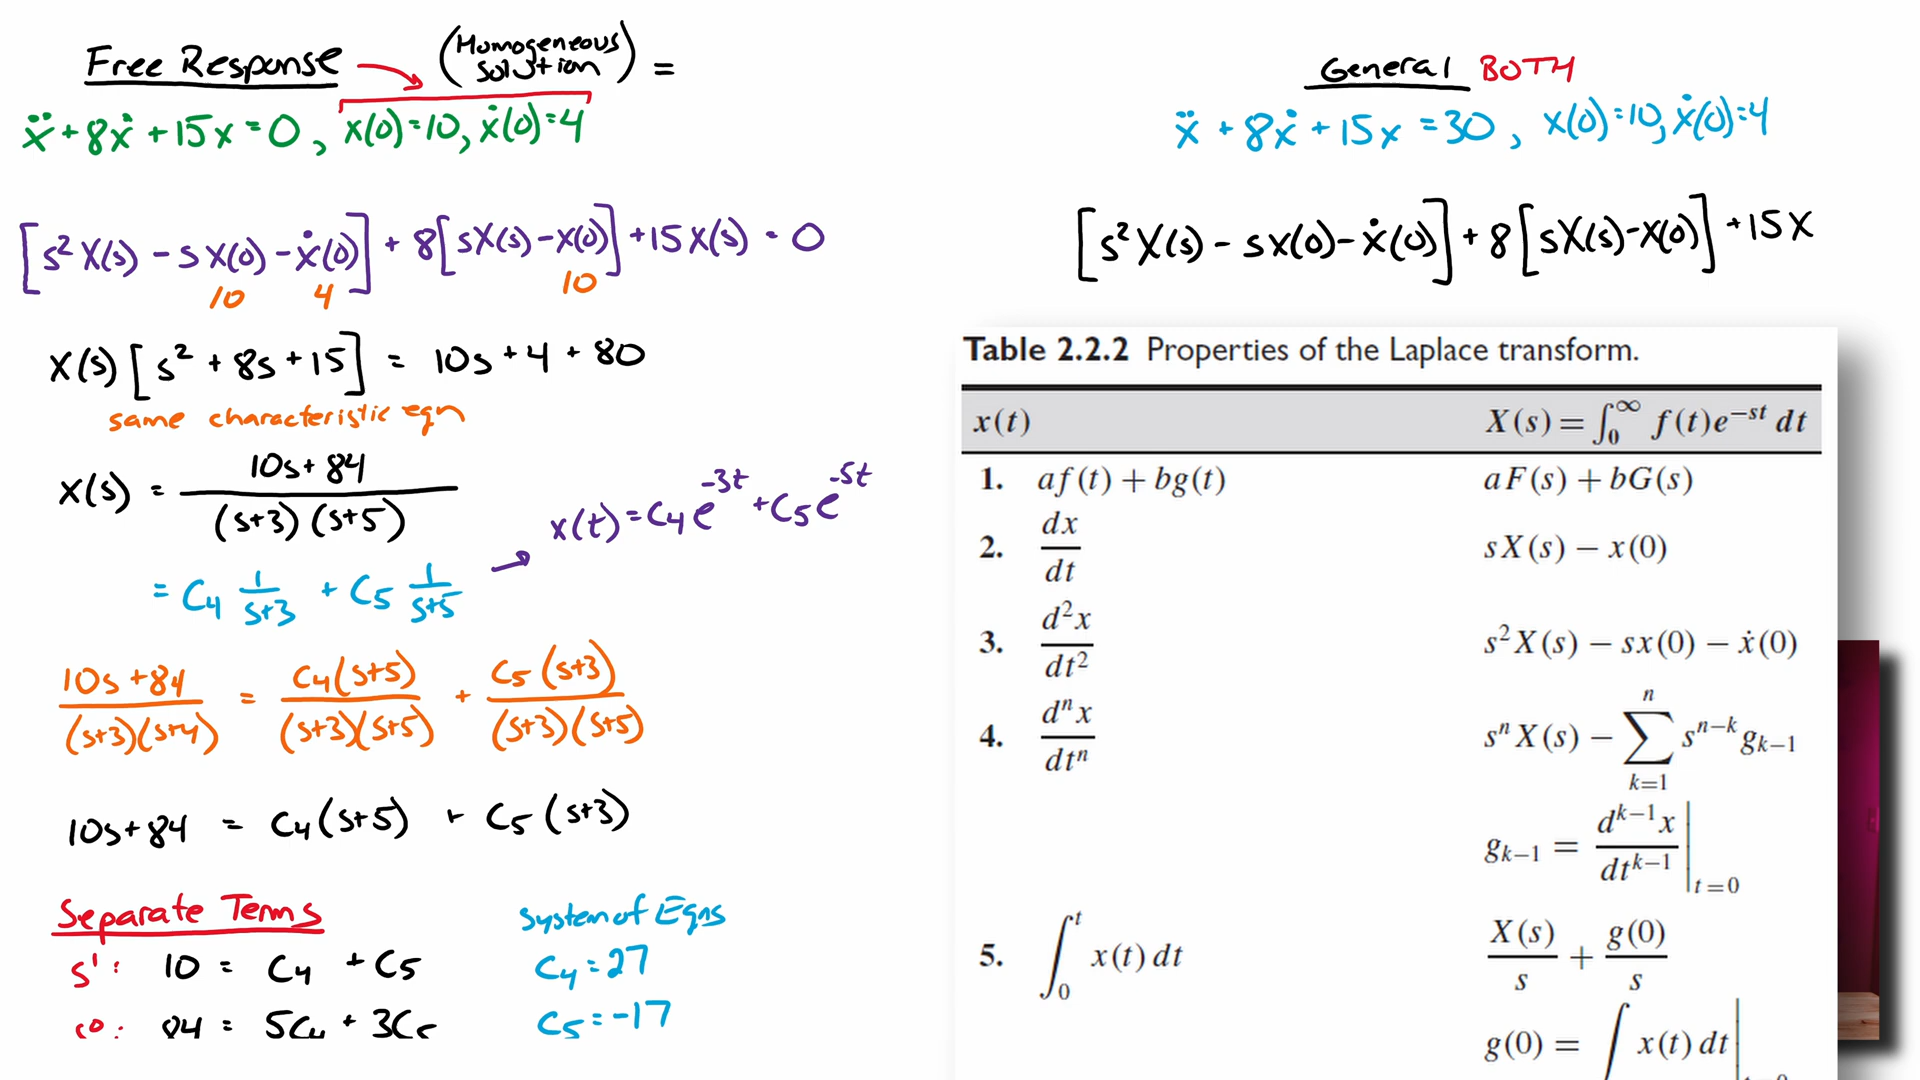 Free Response (Homogeneous Solution) =
ẍ + 8ẋ + 15x = 0, x(0)=10, ẋ(0)=4
[s²X(s) - sx(0) - ẋ(0)] + 8[sX(s) - x(0)] + 15X(s) = 0
10 4 10
X(s)[s² + 8s + 15] = 10s + 4 + 80
same characteristic eqn
X(s) = (10s + 84) / ((s+3)(s+5))
= C₄ 1/(s+3) + C₅ 1/(s+5) → x(t) = C₄e^(-3t) + C₅e^(-5t)
(10s + 84)/((s+3)(s+4)) = C₄(s+5)/((s+3)(s+5)) + C₅(s+3)/((s+3)(s+5))
10s + 84 = C₄(s+5) + C₅(s+3)
Separate Terms
s¹: 10 = C₄ + C₅
s⁰: 84 = 5C₄ + 3C₅
System of Eqns
C₄ = 27
C₅ = -17
General BOTH
ẍ + 8ẋ + 15x = 30, x(0)=10, ẋ(0)=4
[s²X(s) - sx(0) - ẋ(0)] + 8[sX(s) - x(0)] + 15X
Table 2.2.2 Properties of the Laplace transform.
x(t) X(s) = ∫₀^∞ f(t)e^(-st) dt
1. af(t) + bg(t) aF(s) + bG(s)
2. dx/dt sX(s) − x(0)
3. d²x/dt² s²X(s) − sx(0) − ẋ(0)
4. dⁿx/dtⁿ sⁿX(s) − ∑_(k=1)^n s^(n−k) g_(k−1)
g_(k−1) = d^(k−1)x/dt^(k−1) |_(t=0)
5. ∫₀^t x(t) dt X(s)/s + g(0)/s
g(0) = ∫ x(t) dt |